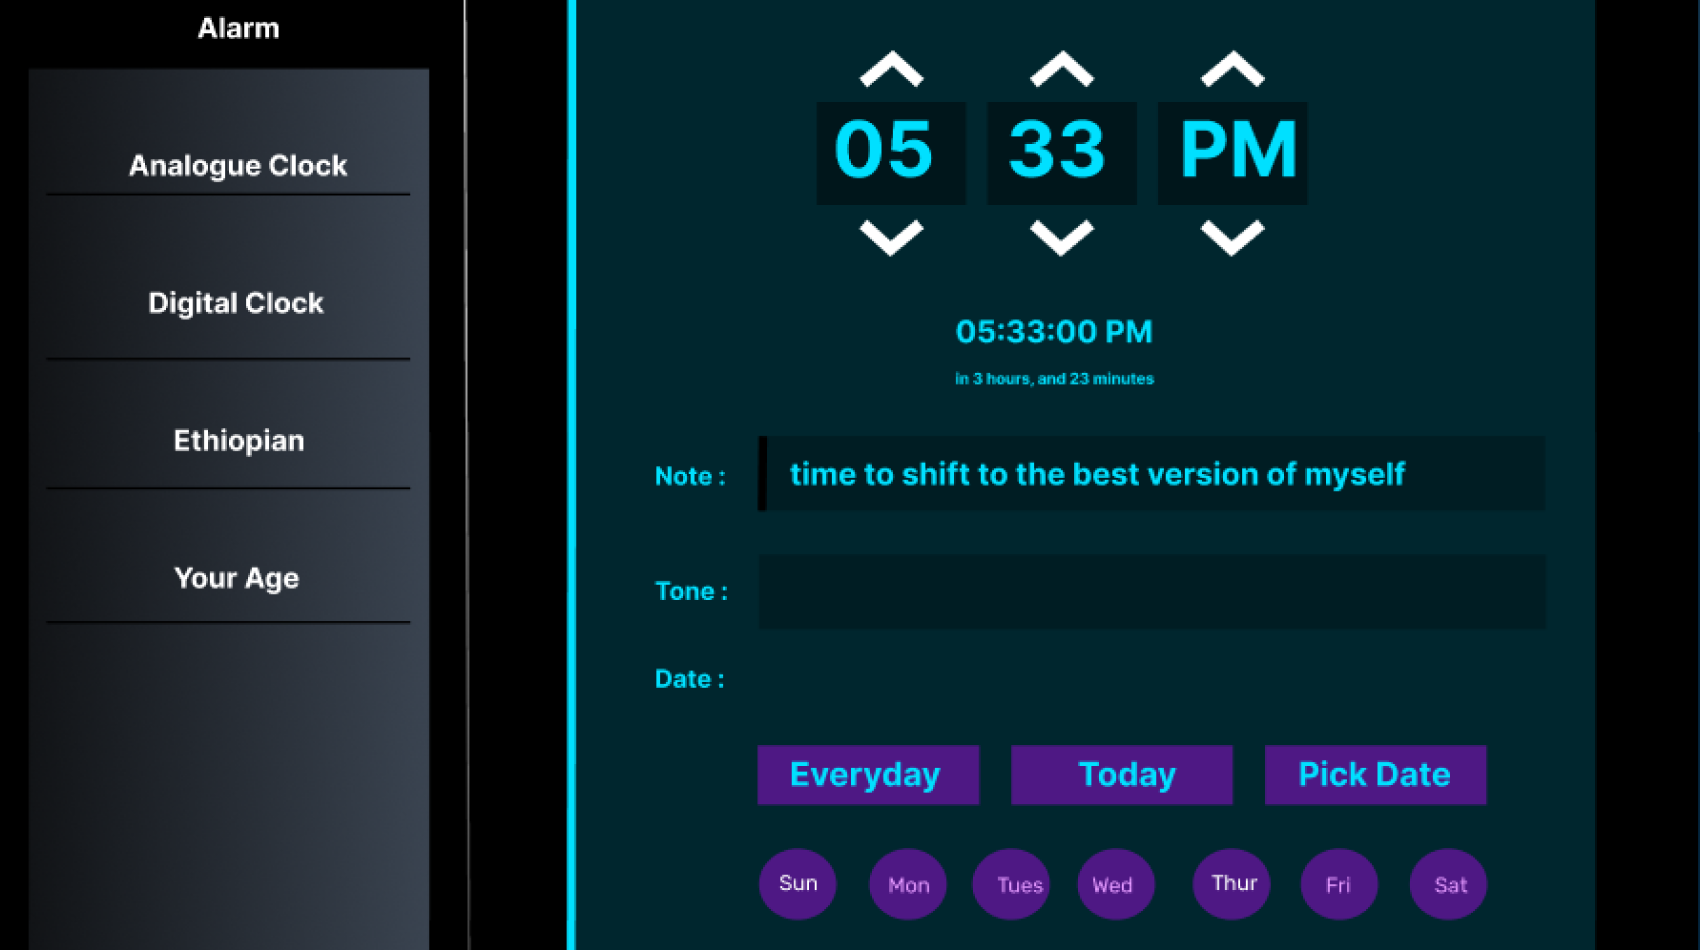 Alarm
Analogue Clock
Digital Clock
Ethiopian
Your Age
05 33 PM
05:33:00 PM
in 3 hours, and 23 minutes
Note : time to shift to the best version of myself
Tone :
Date :
Everyday Today Pick Date
Sun Mon Tues Wed Thur Fri Sat